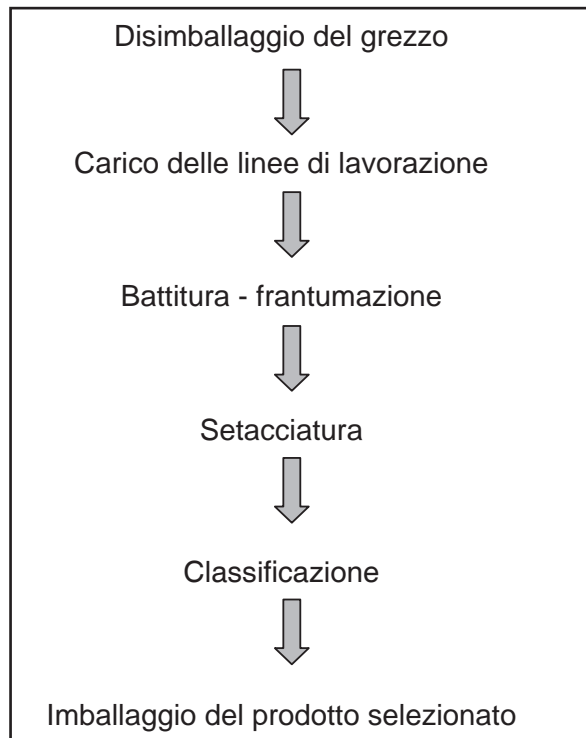 Disimballaggio del grezzo
Carico delle linee di lavorazione
Battitura - frantumazione
Setacciatura
Classificazione
Imballaggio del prodotto selezionato